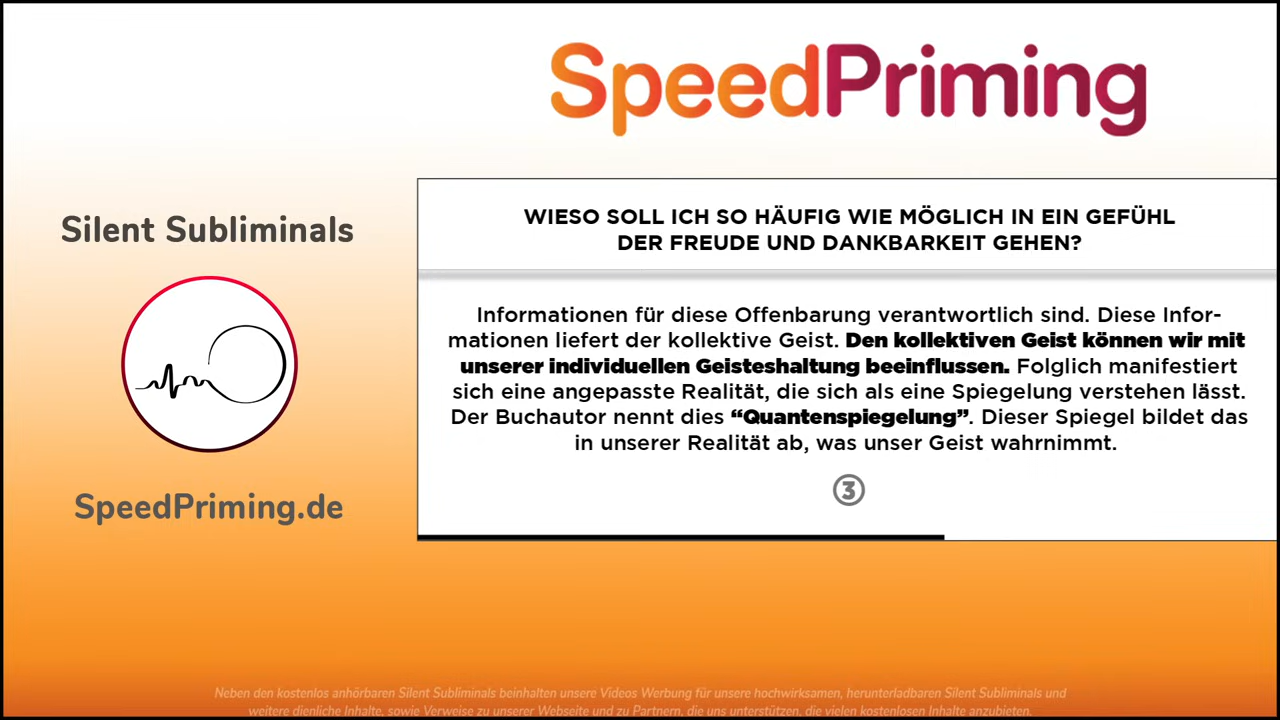 SpeedPriming
Silent Subliminals
SpeedPriming.de
WIESO SOLL ICH SO HÄUFIG WIE MÖGLICH IN EIN GEFÜHL
DER FREUDE UND DANKBARKEIT GEHEN?
Informationen für diese Offenbarung verantwortlich sind. Diese Infor-
mationen liefert der kollektive Geist. Den kollektiven Geist können wir mit
unserer individuellen Geisteshaltung beeinflussen. Folglich manifestiert
sich eine angepasste Realität, die sich als eine Spiegelung verstehen lässt.
Der Buchautor nennt dies “Quantenspiegelung”. Dieser Spiegel bildet das
in unserer Realität ab, was unser Geist wahrnimmt.
③
Neben den kostenlos anhörbaren Silent Subliminals beinhalten unsere Videos Werbung für unsere hochwirksamen, herunterladbaren Silent Subliminals und
weitere dienliche Inhalte, sowie Verweise zu unserer Webseite und zu Partnern, die uns unterstützen, die vielen kostenlosen Inhalte anzubieten.